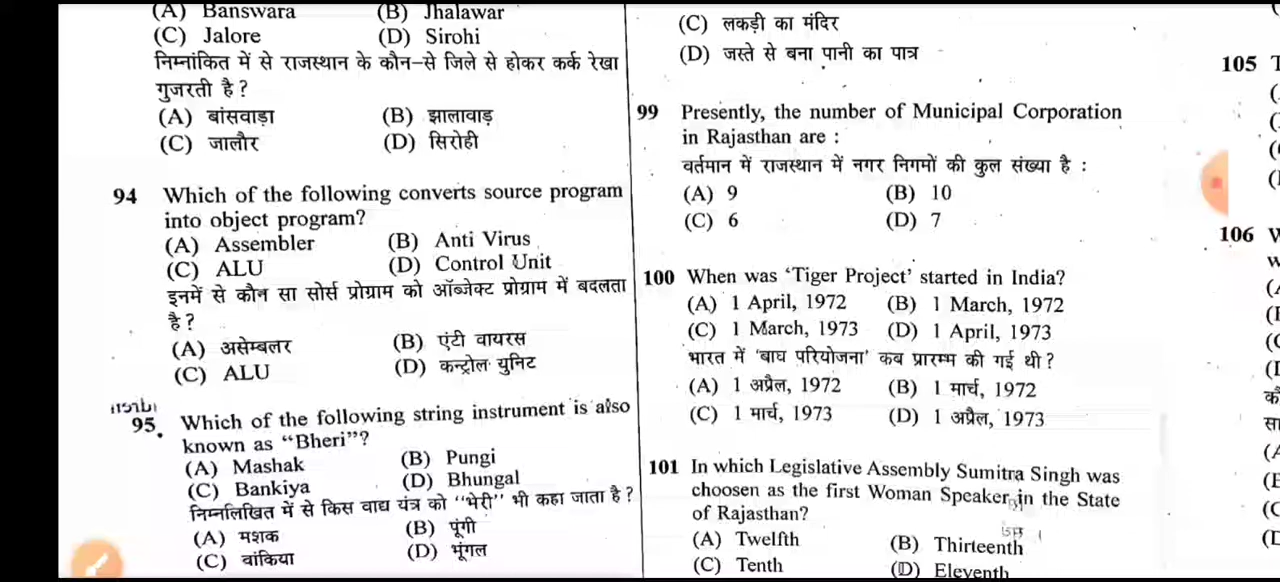 (A) Banswara (B) Jhalawar
(C) Jalore (D) Sirohi
निम्नांकित में से राजस्थान के कौन-से जिले से होकर कर्क रेखा
गुजरती है ?
(A) बांसवाड़ा (B) झालावाड़
(C) जालौर (D) सिरोही
94 Which of the following converts source program
into object program?
(A) Assembler (B) Anti Virus
(C) ALU (D) Control Unit
इनमें से कौन सा सोर्स प्रोग्राम को ऑब्जेक्ट प्रोग्राम में बदलता
है ?
(A) असेम्बलर (B) एंटी वायरस
(C) ALU (D) कन्ट्रोल युनिट
95 Which of the following string instrument is also
known as “Bheri”?
(A) Mashak (B) Pungi
(C) Bankiya (D) Bhungal
निम्नलिखित में से किस वाद्य यंत्र को ''भेरी'' भी कहा जाता है ?
(A) मशक (B) पूंगी
(C) वांकिया (D) भूंगल
(C) लकड़ी का मंदिर
(D) जस्ते से बना पानी का पात्र
99 Presently, the number of Municipal Corporation
in Rajasthan are :
वर्तमान में राजस्थान में नगर निगमों की कुल संख्या है :
(A) 9 (B) 10
(C) 6 (D) 7
100 When was ‘Tiger Project’ started in India?
(A) 1 April, 1972 (B) 1 March, 1972
(C) 1 March, 1973 (D) 1 April, 1973
भारत में 'बाघ परियोजना' कब प्रारम्भ की गई थी ?
(A) 1 अप्रैल, 1972 (B) 1 मार्च, 1972
(C) 1 मार्च, 1973 (D) 1 अप्रैल, 1973
101 In which Legislative Assembly Sumitra Singh was
choosen as the first Woman Speaker in the State
of Rajasthan?
(A) Twelfth (B) Thirteenth
(C) Tenth (D) Eleventh
105
106